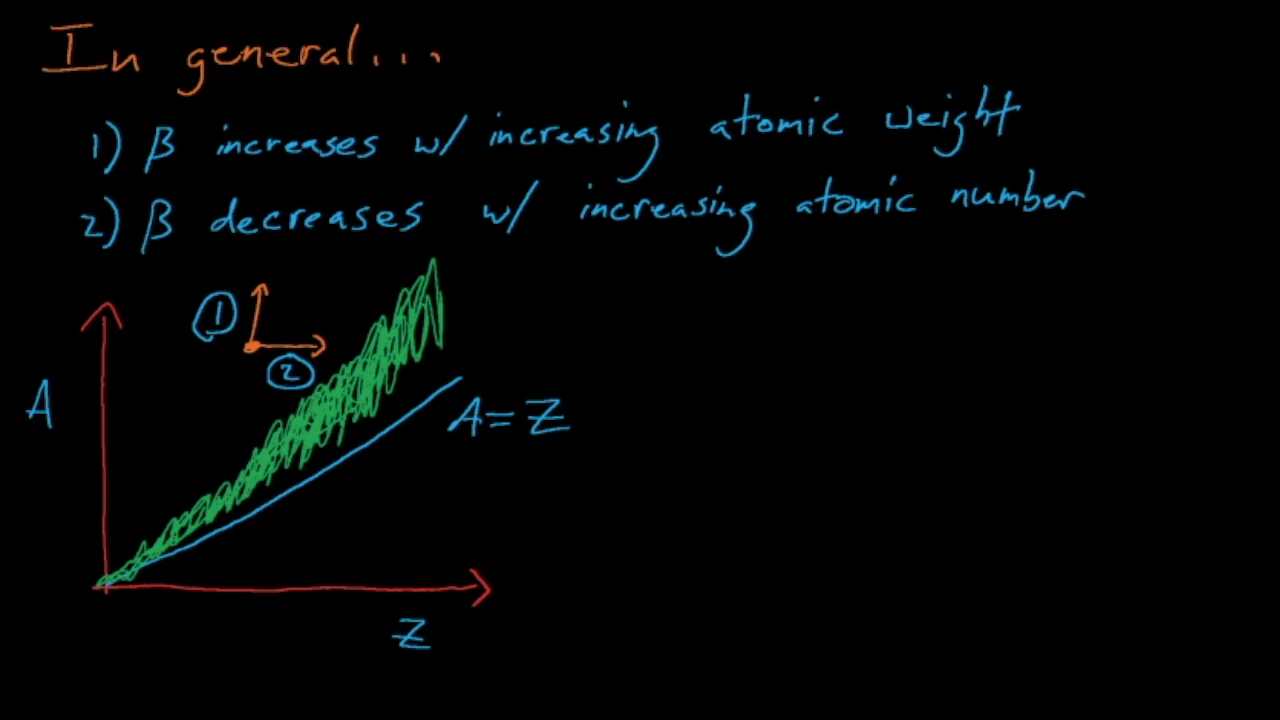 In general...
1) β increases w/ increasing atomic weight
2) β decreases w/ increasing atomic number
1
2
A
A=Z
Z